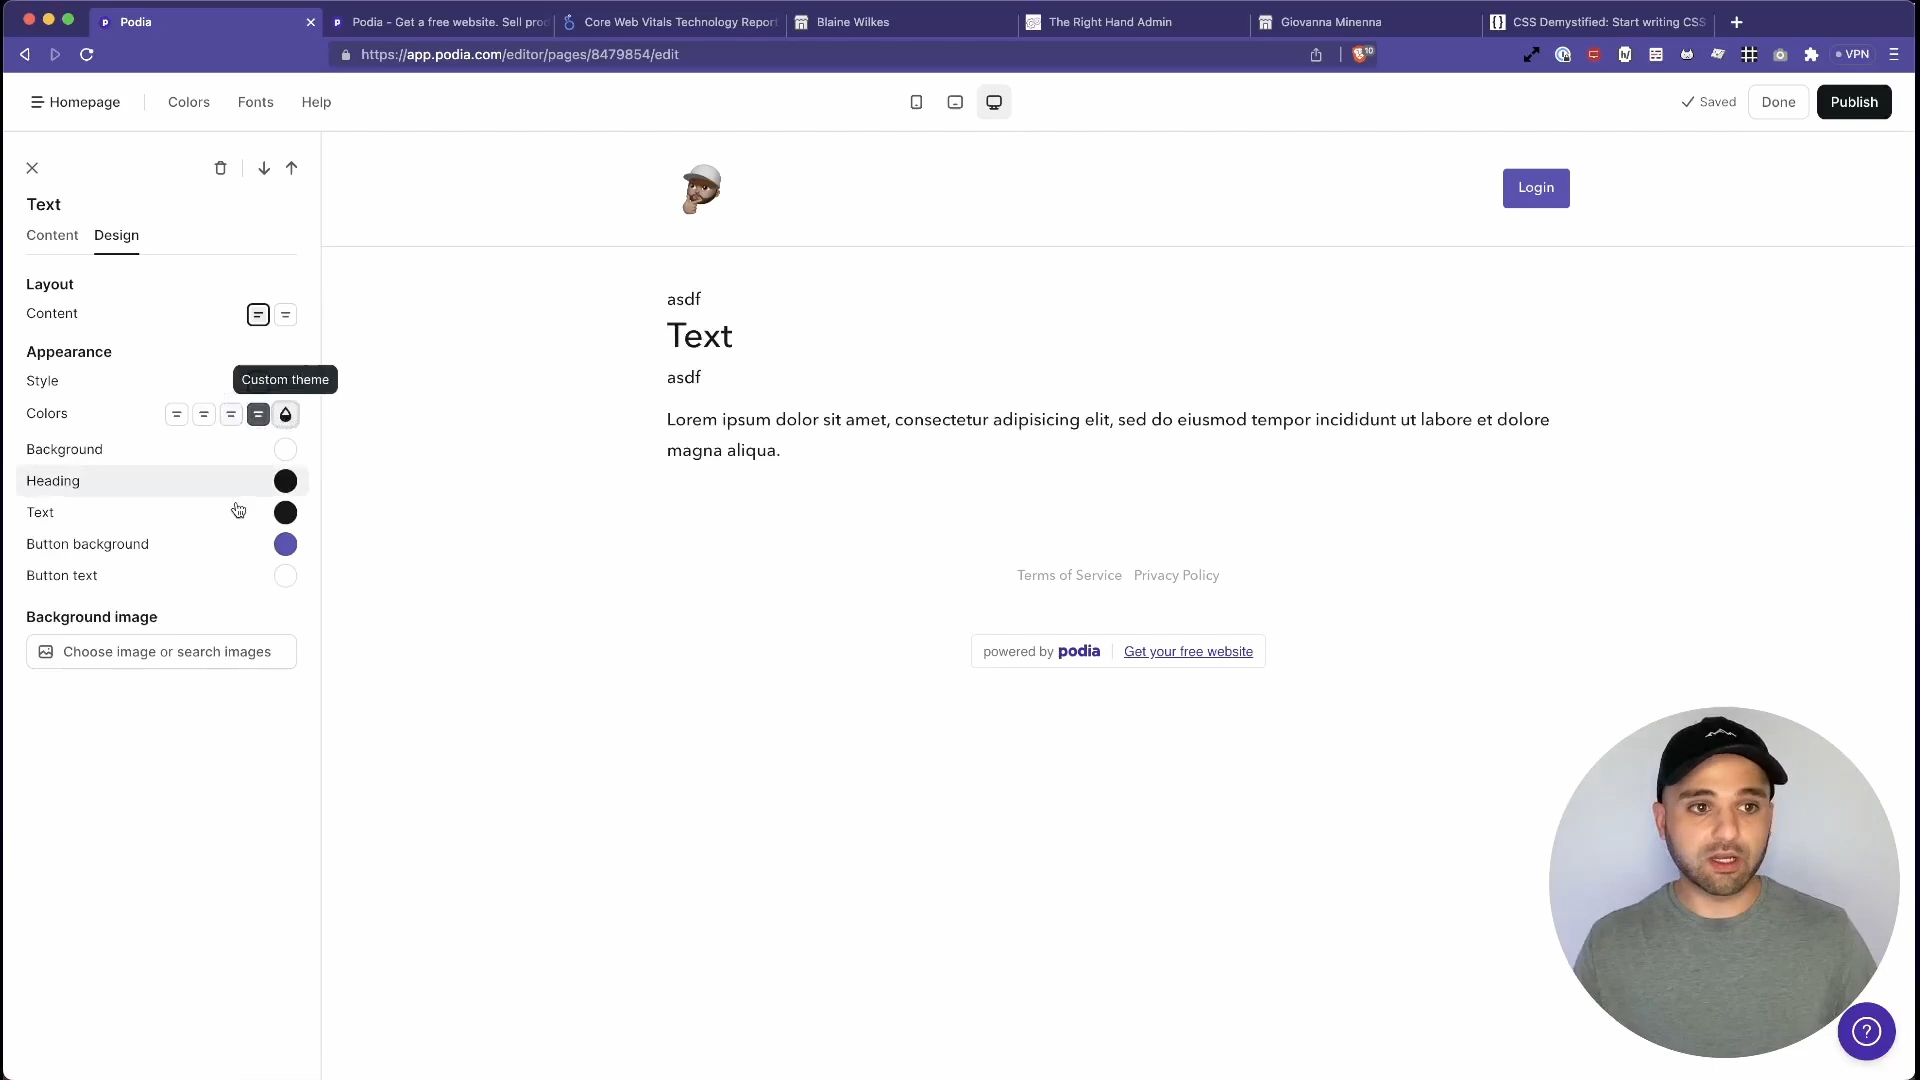 Podia
Podia - Get a free website. Sell prod
Core Web Vitals Technology Report
Blaine Wilkes
The Right Hand Admin
Giovanna Minenna
CSS Demystified: Start writing CSS
https://app.podia.com/editor/pages/8479854/edit
10
VPN
Homepage
Colors
Fonts
Help
Saved
Done
Publish
Text
Content
Design
Layout
Content
Appearance
Style
Custom theme
Colors
Background
Heading
Text
Button background
Button text
Background image
Choose image or search images
Login
asdf
Text
asdf
Lorem ipsum dolor sit amet, consectetur adipisicing elit, sed do eiusmod tempor incididunt ut labore et dolore
magna aliqua.
Terms of Service Privacy Policy
powered by podia Get your free website